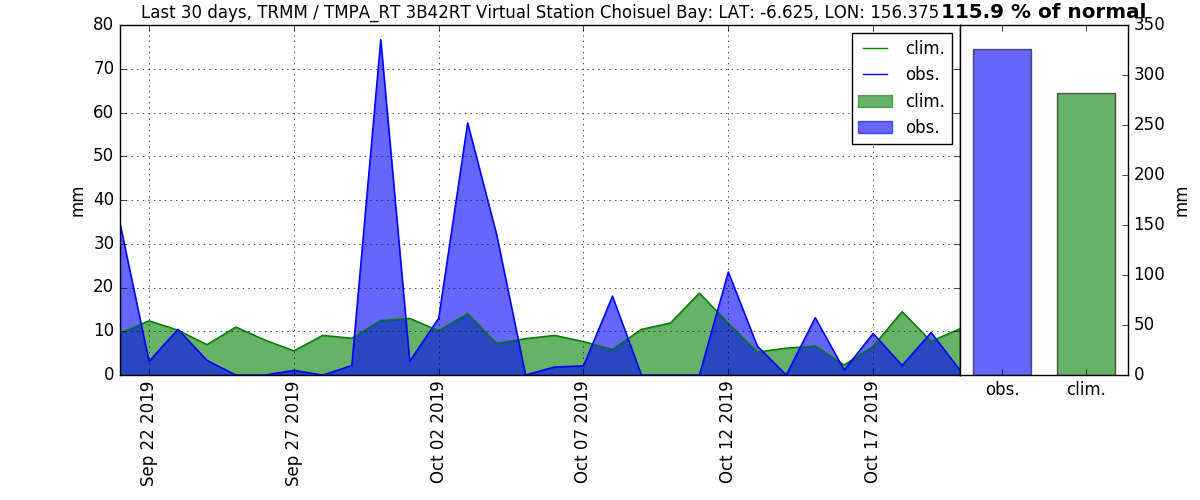 Last 30 days, TRMM / TMPA_RT 3B42RT Virtual Station Choisuel Bay: LAT: -6.625, LON: 156.375
115.9 % of normal
80
70
60
50
40
30
20
10
0
mm
clim.
obs.
clim.
obs.
Sep 22 2019
Sep 27 2019
Oct 02 2019
Oct 07 2019
Oct 12 2019
Oct 17 2019
350
300
250
200
150
100
50
0
mm
obs.
clim.